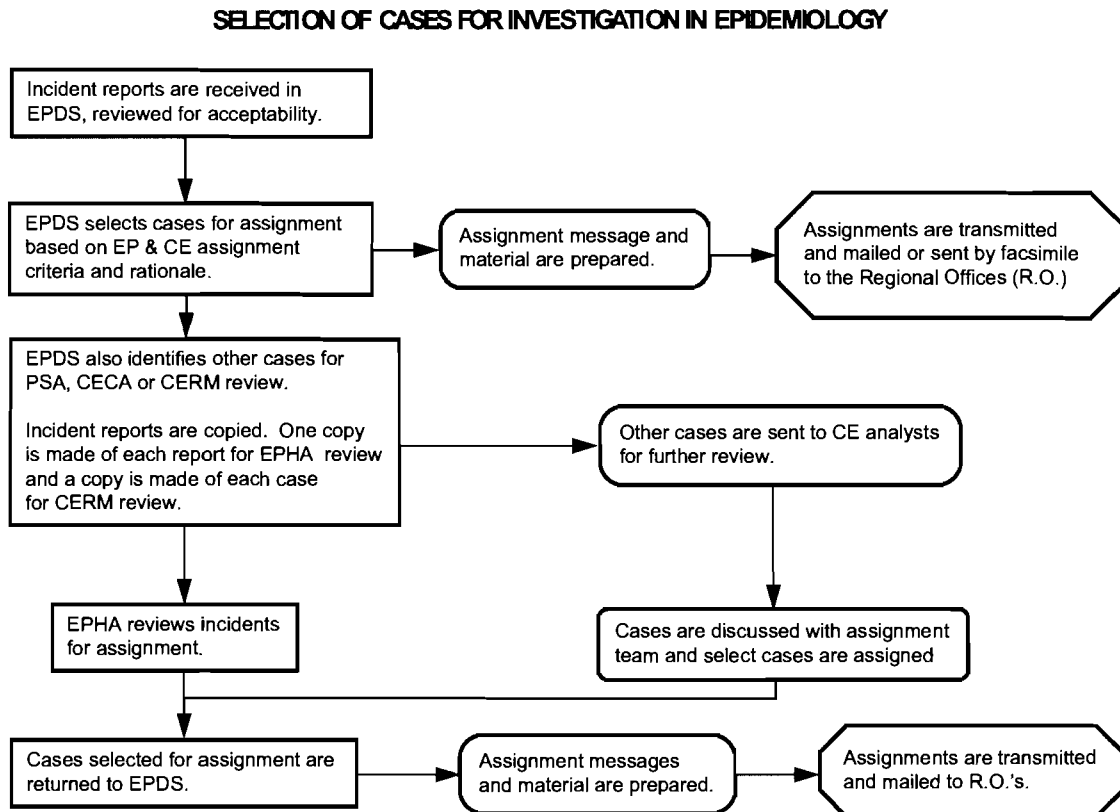 SELECTION OF CASES FOR INVESTIGATION IN EPIDEMIOLOGY
Incident reports are received in
EPDS, reviewed for acceptability.
EPDS selects cases for assignment
based on EP & CE assignment
criteria and rationale.
Assignment message and
material are prepared.
Assignments are transmitted
and mailed or sent by facsimile
to the Regional Offices (R.O.)
EPDS also identifies other cases for
PSA, CECA or CERM review.
Incident reports are copied. One copy
is made of each report for EPHA review
and a copy is made of each case
for CERM review.
Other cases are sent to CE analysts
for further review.
EPHA reviews incidents
for assignment.
Cases are discussed with assignment
team and select cases are assigned
Cases selected for assignment are
returned to EPDS.
Assignment messages
and material are prepared.
Assignments are transmitted
and mailed to R.O.'s.